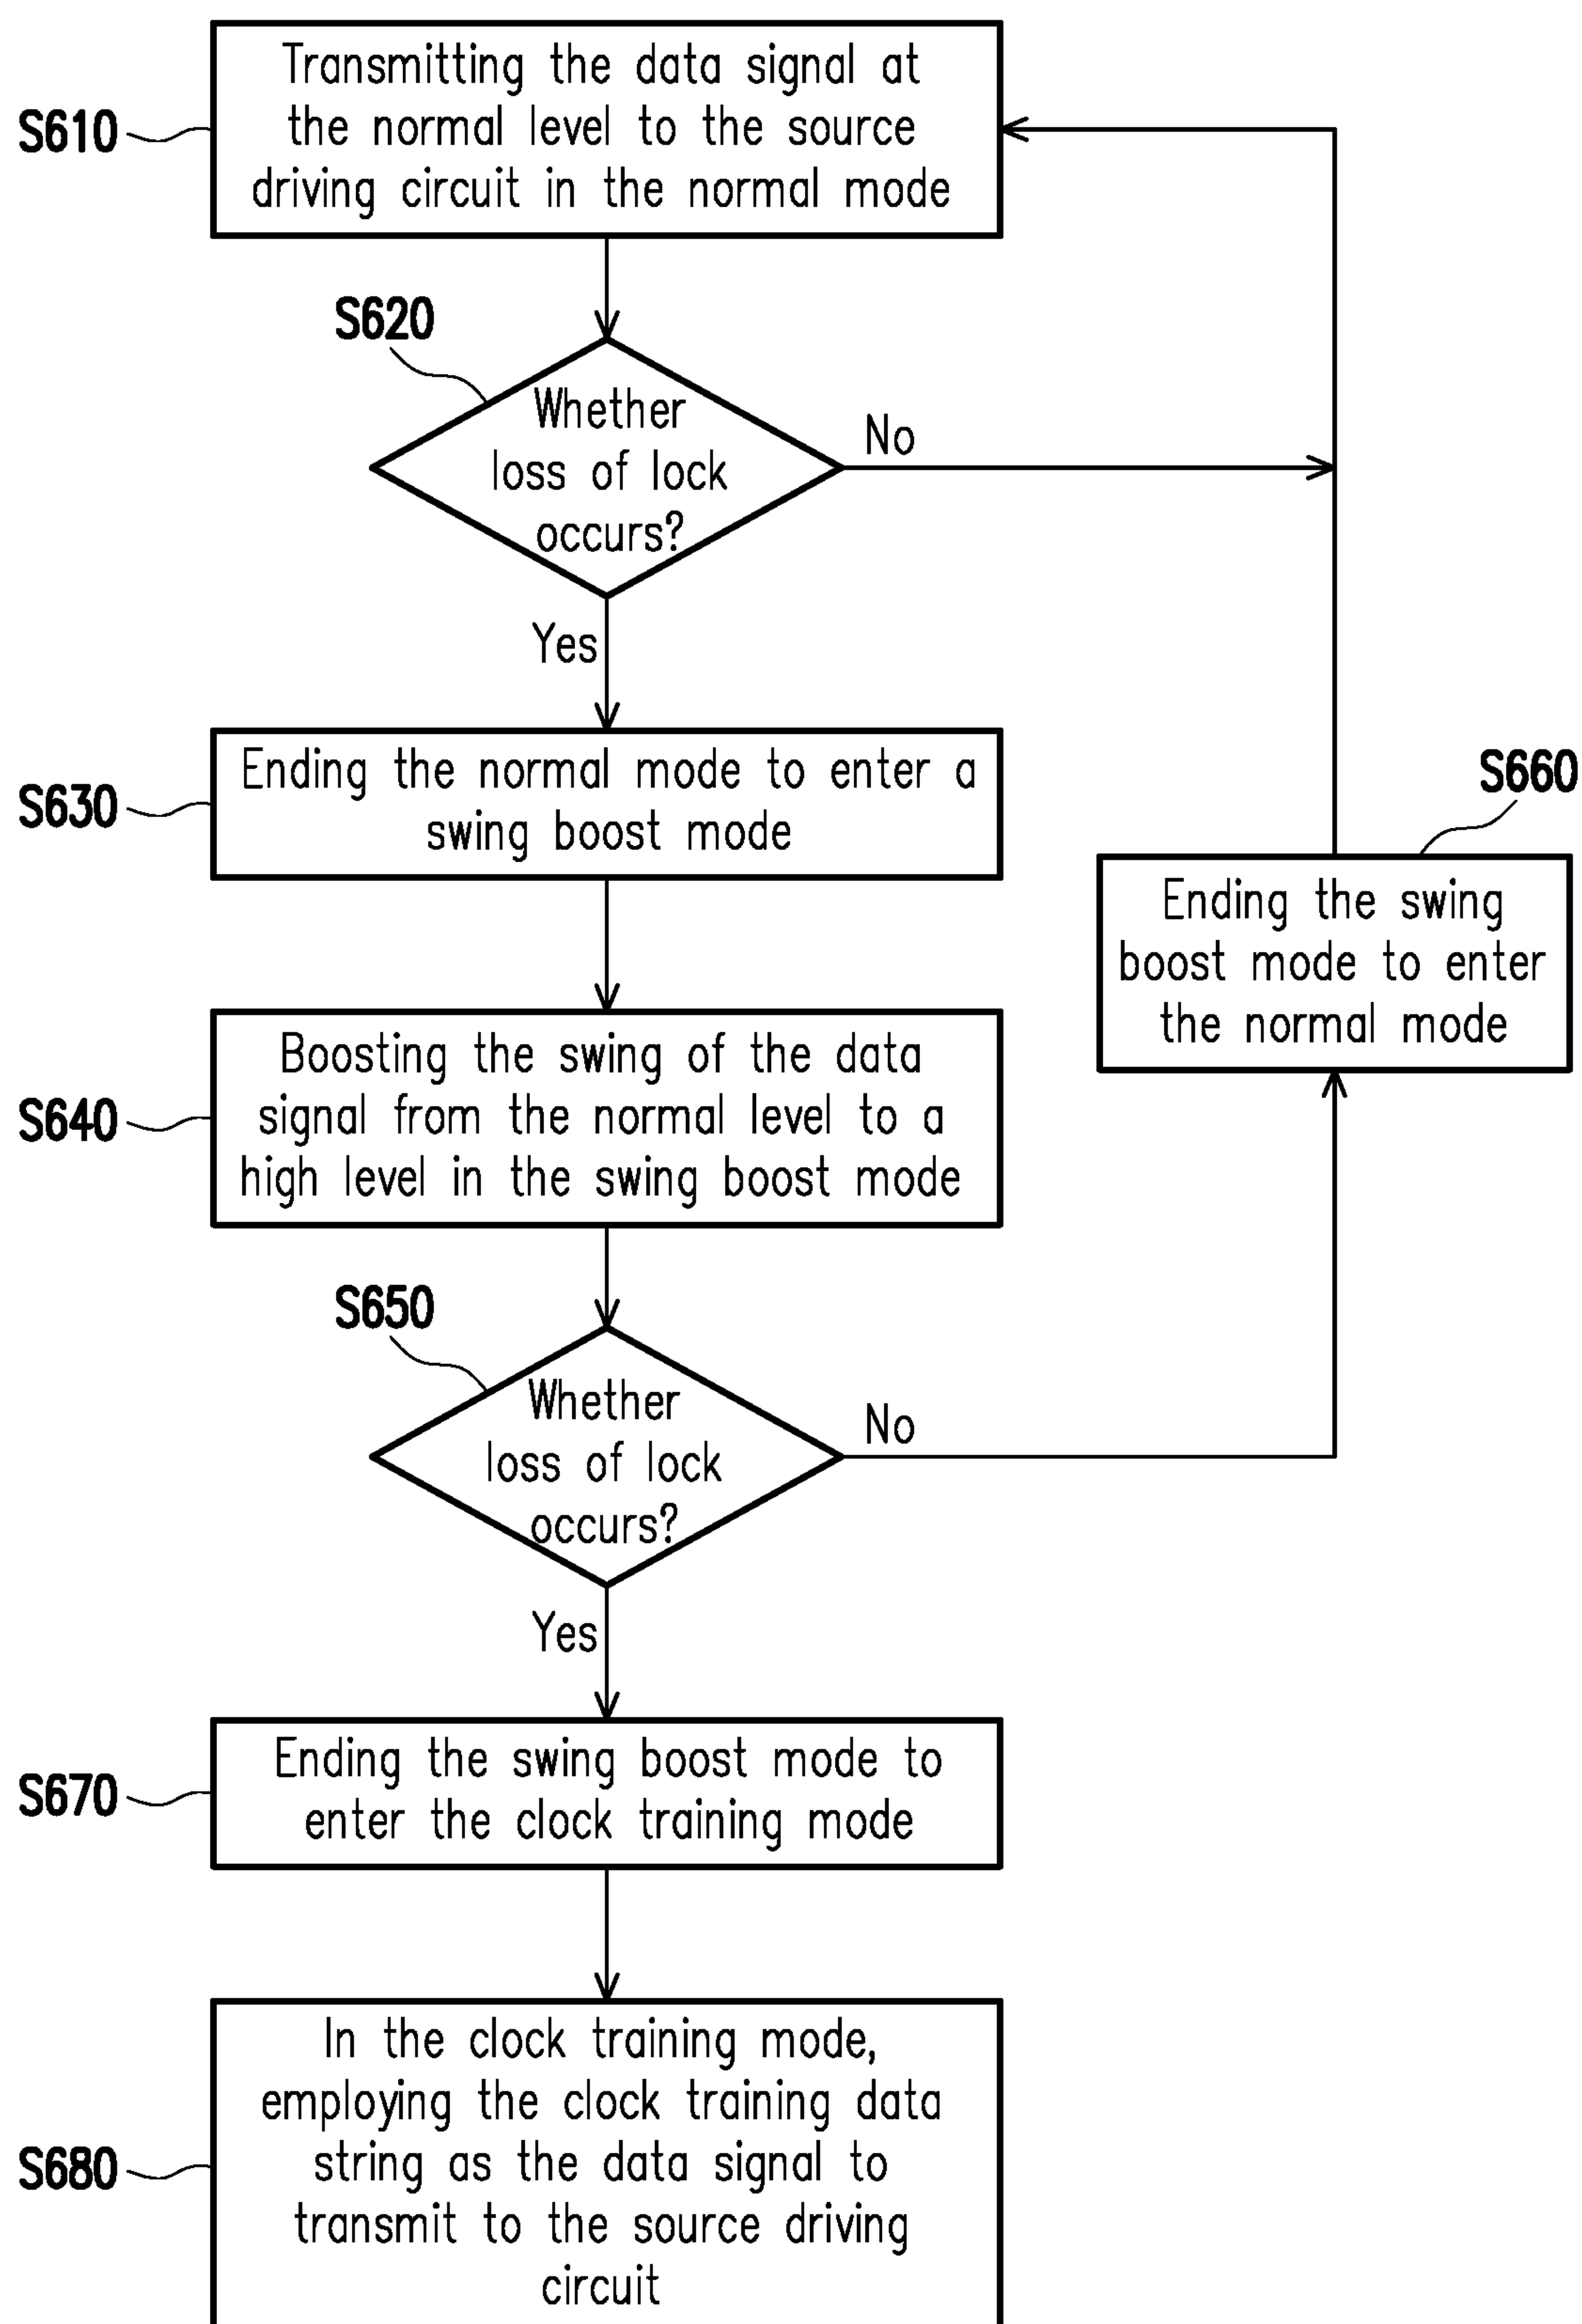 Transmitting the data signal at
the normal level to the source
driving circuit in the normal mode
S610
S620
Whether
loss of lock
occurs?
No
Yes
Ending the normal mode to enter a
swing boost mode
S630
S660
Ending the swing
boost mode to enter
the normal mode
Boosting the swing of the data
signal from the normal level to a
high level in the swing boost mode
S640
S650
Whether
loss of lock
occurs?
No
Yes
Ending the swing boost mode to
enter the clock training mode
S670
In the clock training mode,
employing the clock training data
string as the data signal to
transmit to the source driving
circuit
S680